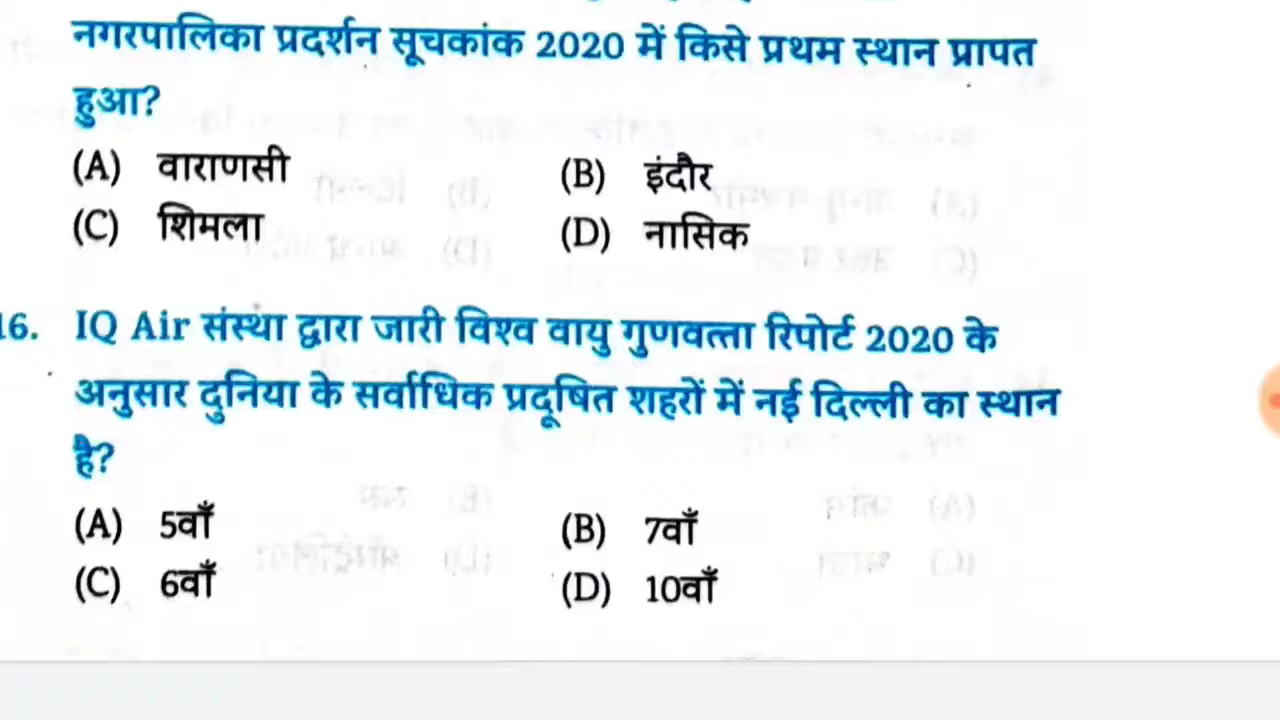 नगरपालिका प्रदर्शन सूचकांक 2020 में किसे प्रथम स्थान प्रापत
हुआ?
(A) वाराणसी (B) इंदौर
(C) शिमला (D) नासिक
16. IQ Air संस्था द्वारा जारी विश्व वायु गुणवत्ता रिपोर्ट 2020 के
अनुसार दुनिया के सर्वाधिक प्रदूषित शहरों में नई दिल्ली का स्थान
है?
(A) 5वाँ (B) 7वाँ
(C) 6वाँ (D) 10वाँ